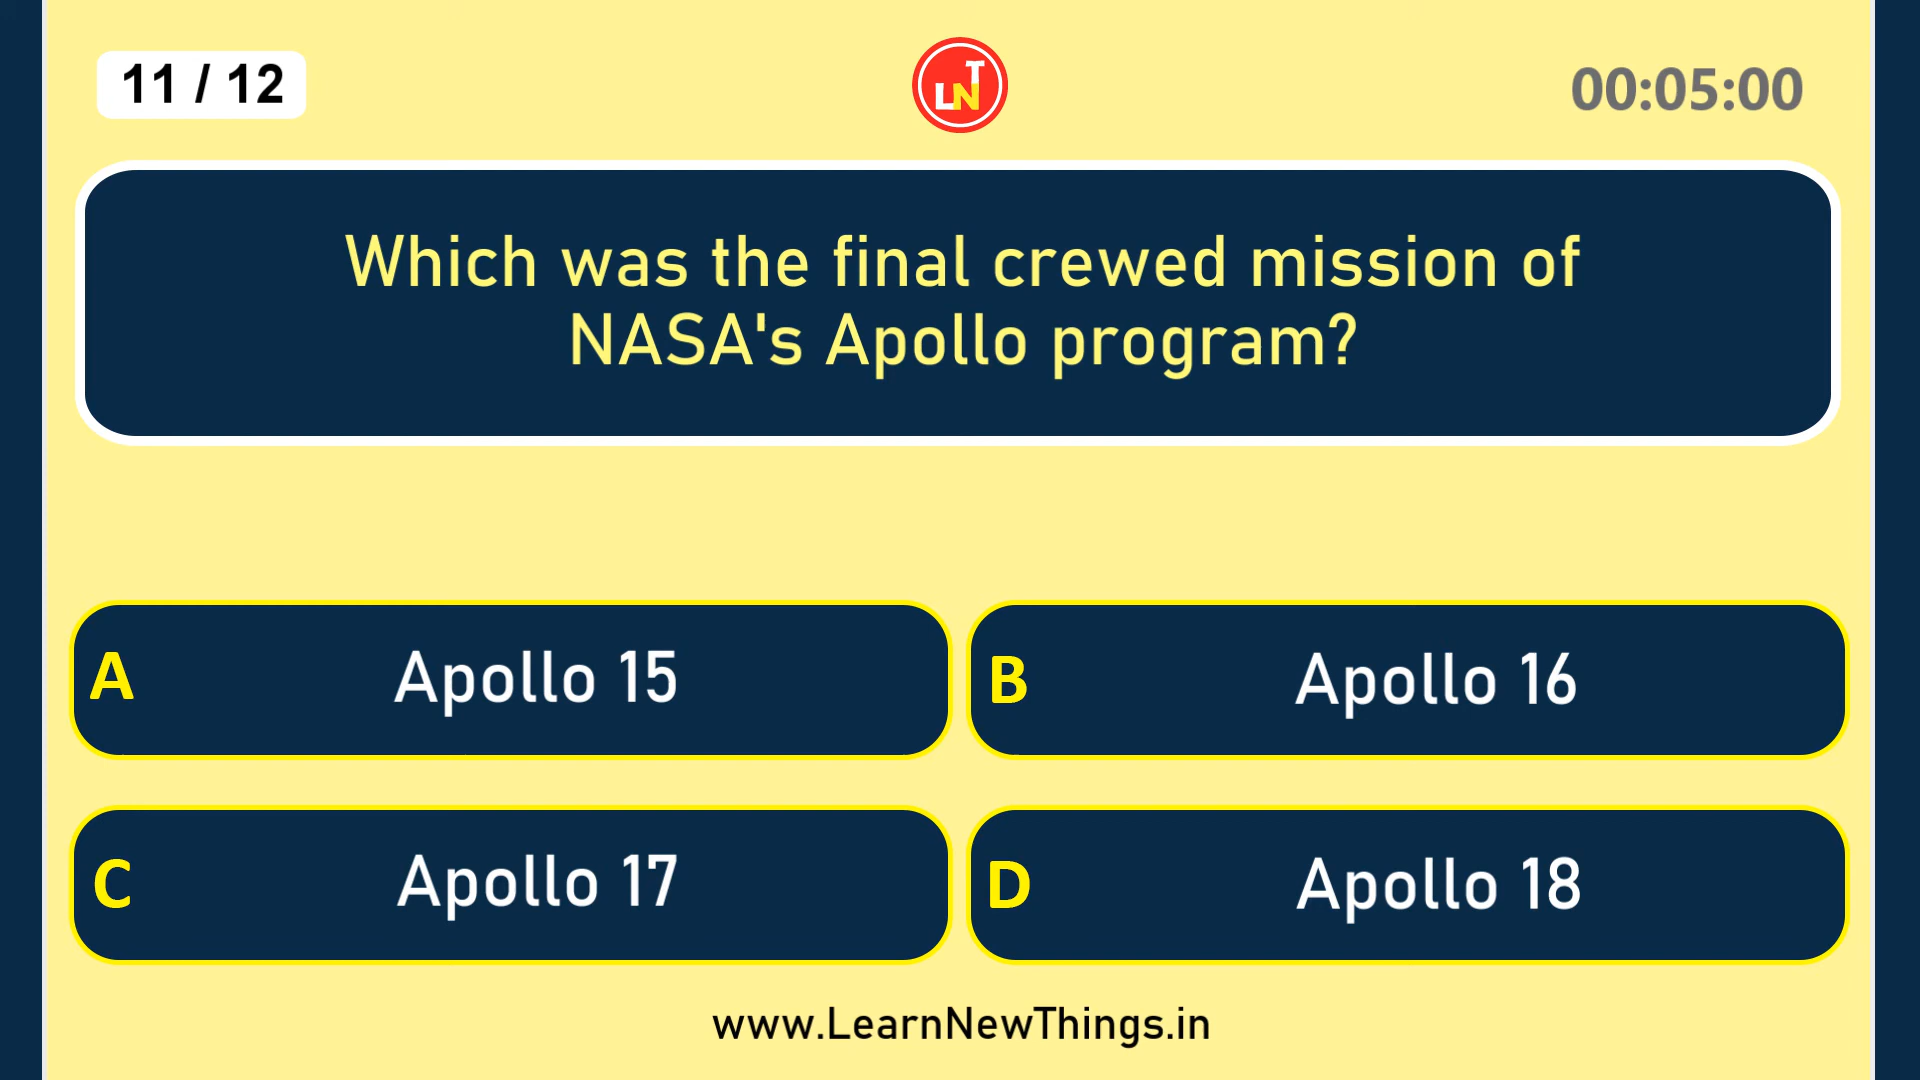 11 / 12
LNT
00:05:00
Which was the final crewed mission of
NASA's Apollo program?
A Apollo 15
B Apollo 16
C Apollo 17
D Apollo 18
www.LearnNewThings.in